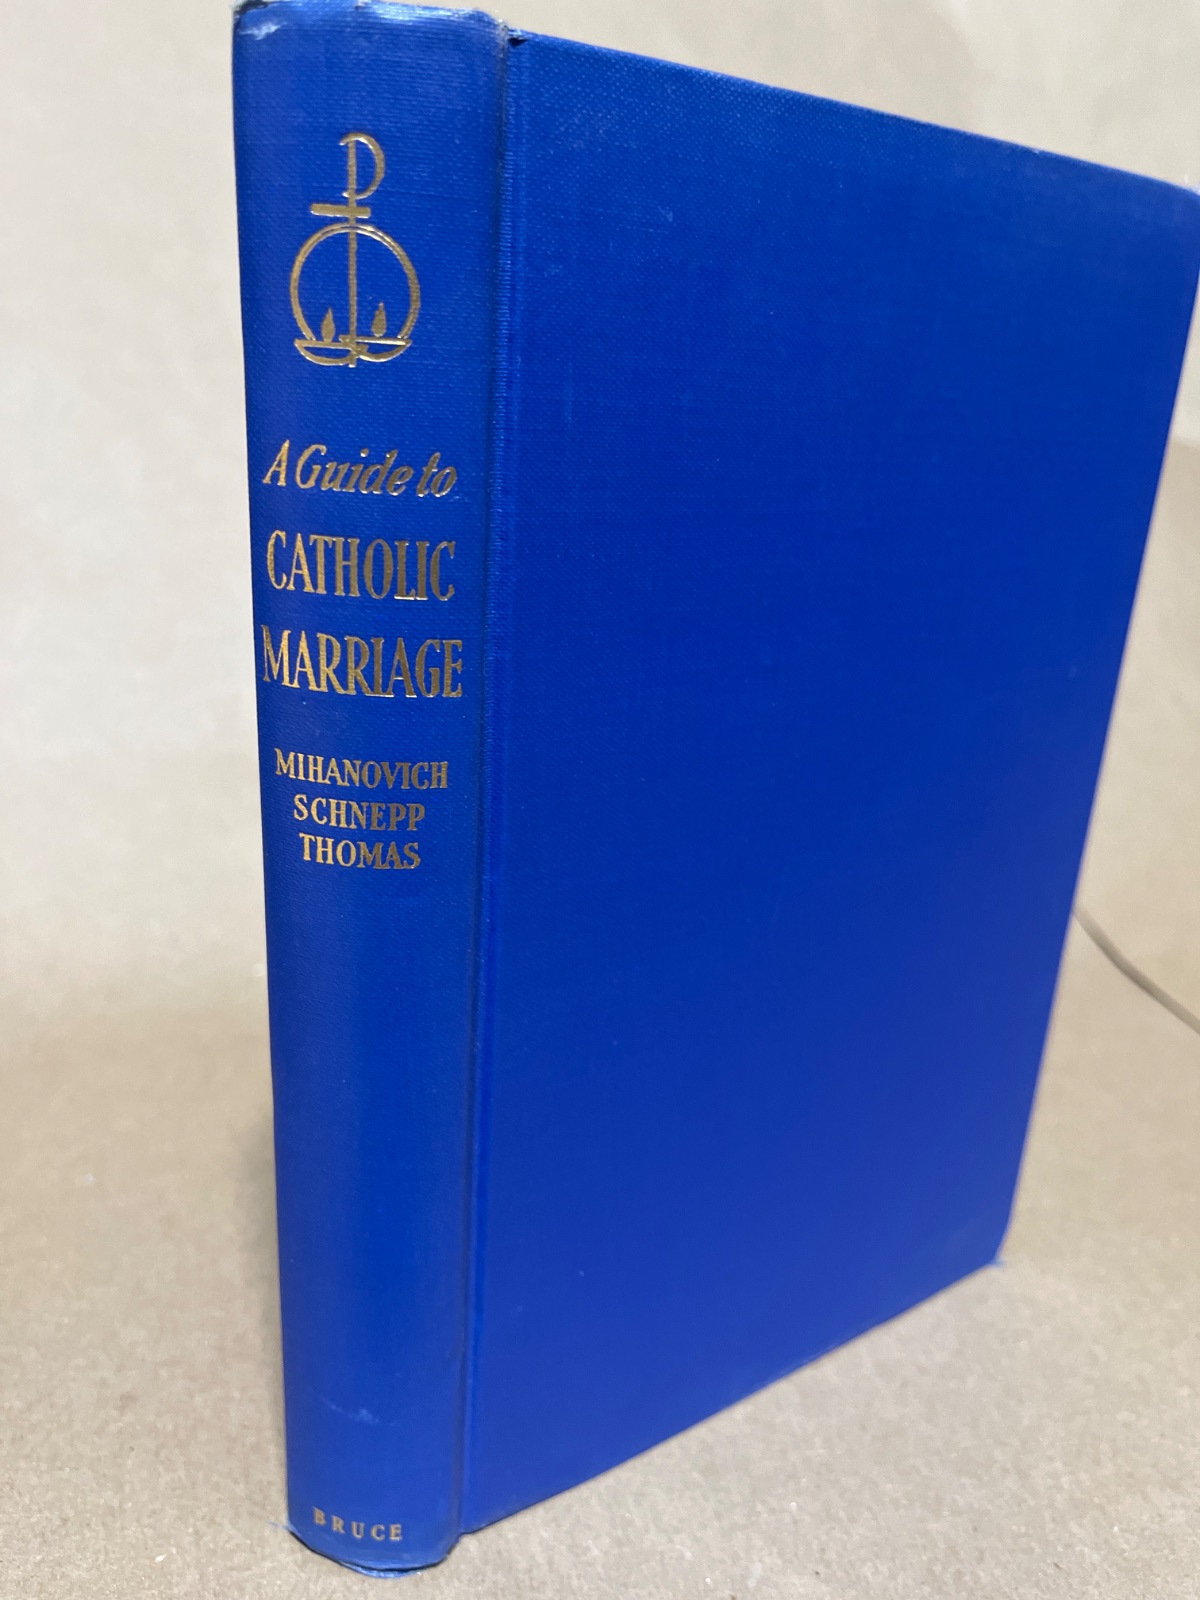 A Guide to
CATHOLIC
MARRIAGE
MIHANOVICH
SCHNEPP
THOMAS
BRUCE